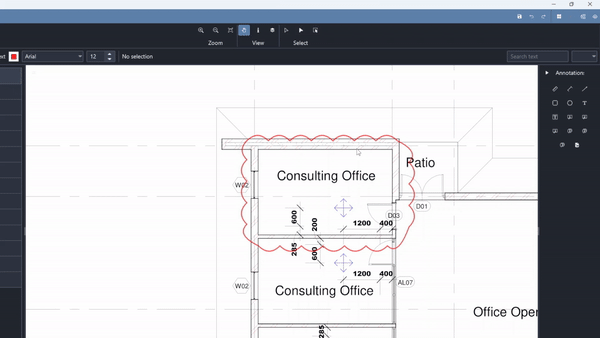 Zoom
View
Select
Arial
12
No selection
Search text
Annotation:
Consulting Office
Patio
W02
D01
D03
600
200
1200
400
285
600
1200
400
W02
Consulting Office
AL07
Office Oper
285